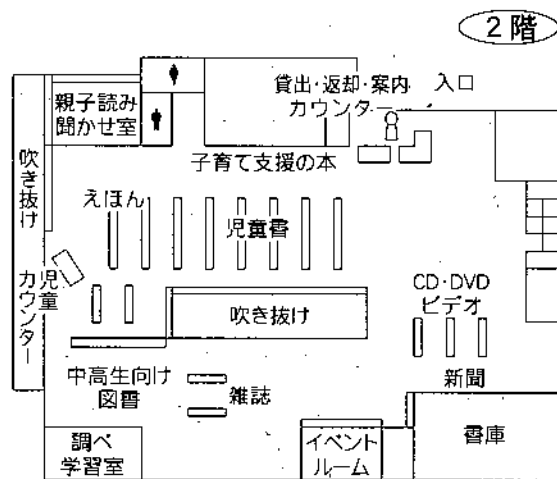 2階
貸出・返却・案内
カウンター
入口
親子読み
聞かせ室
吹き抜け
子育て支援の本
えほん
児童書
児童
カウンター
CD・DVD
ビデオ
吹き抜け
新聞
中高生向け
図書
雑誌
調べ
学習室
イベント
ルーム
書庫